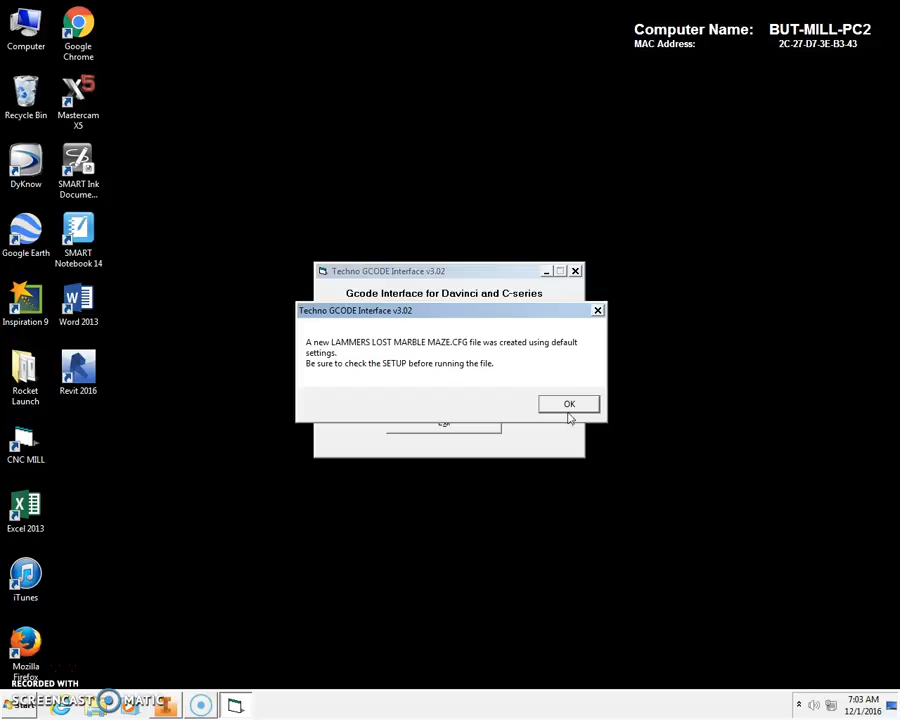 Computer Name: BUT-MILL-PC2
MAC Address: 2C-27-D7-3E-B3-43
Computer
Google
Chrome
Recycle Bin
Mastercam
X5
DyKnow
SMART Ink
Docume...
Google Earth
SMART
Notebook 14
Inspiration 9
Word 2013
Rocket
Launch
Revit 2016
CNC MILL
Excel 2013
iTunes
Mozilla
Firefox
Techno GCODE Interface v3.02
Gcode Interface for Davinci and C-series
Techno GCODE Interface v3.02
A new LAMMERS LOST MARBLE MAZE.CFG file was created using default
settings.
Be sure to check the SETUP before running the file.
OK
RECORDED WITH
SCREENCAST MATIC
Start
7:03 AM
12/1/2016